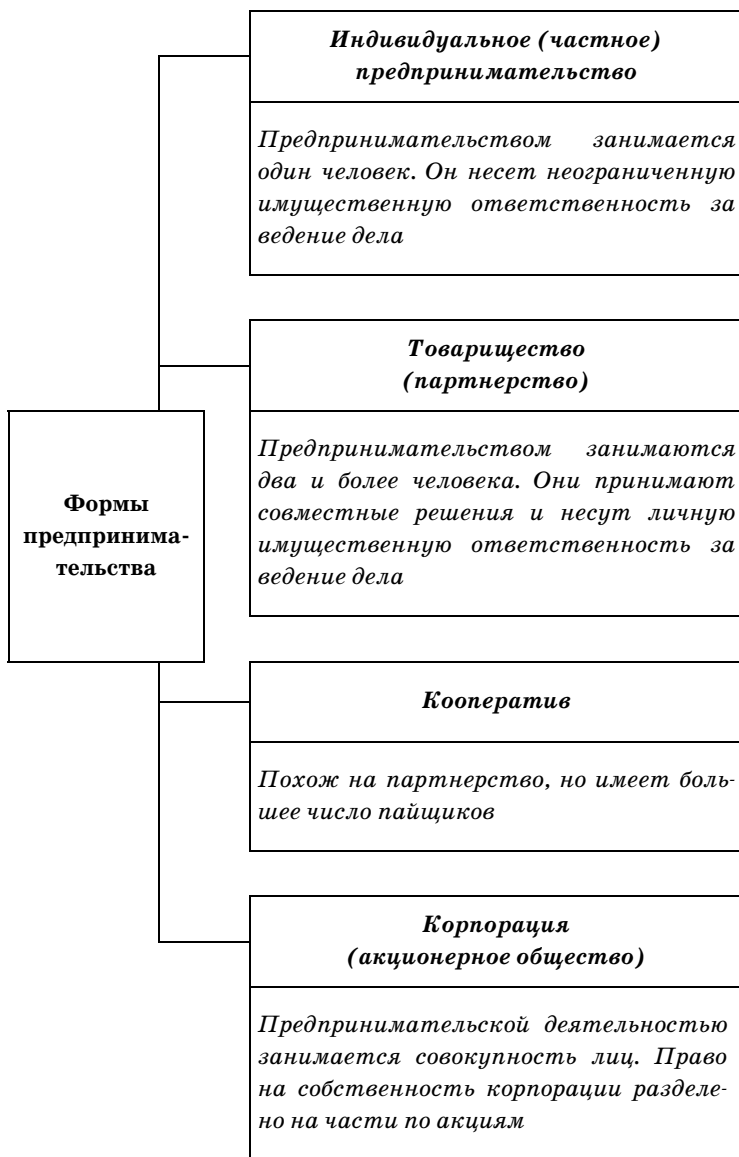 Индивидуальное (частное)
предпринимательство
Предпринимательством занимается
один человек. Он несет неограниченную
имущественную ответственность за
ведение дела
Товарищество
(партнерство)
Предпринимательством занимаются
два и более человека. Они принимают
совместные решения и несут личную
имущественную ответственность за
ведение дела
Формы
предпринима-
тельства
Кооператив
Похож на партнерство, но имеет боль-
шее число пайщиков
Корпорация
(акционерное общество)
Предпринимательской деятельностью
занимается совокупность лиц. Право
на собственность корпорации разделе-
но на части по акциям